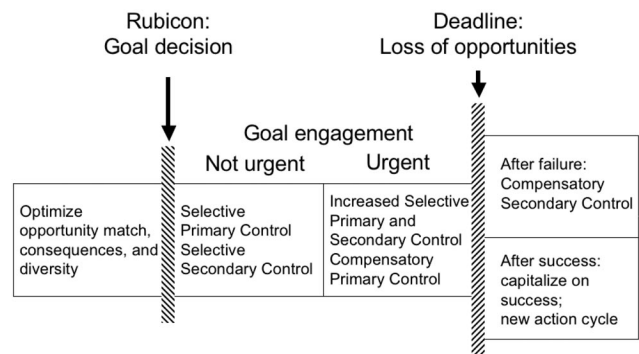 Rubicon:
Goal decision
Deadline:
Loss of opportunities
Goal engagement
Not urgent
Urgent
Optimize
opportunity match,
consequences, and
diversity
Selective
Primary Control
Selective
Secondary Control
Increased Selective
Primary and
Secondary Control
Compensatory
Primary Control
After failure:
Compensatory
Secondary Control
After success:
capitalize on
success;
new action cycle